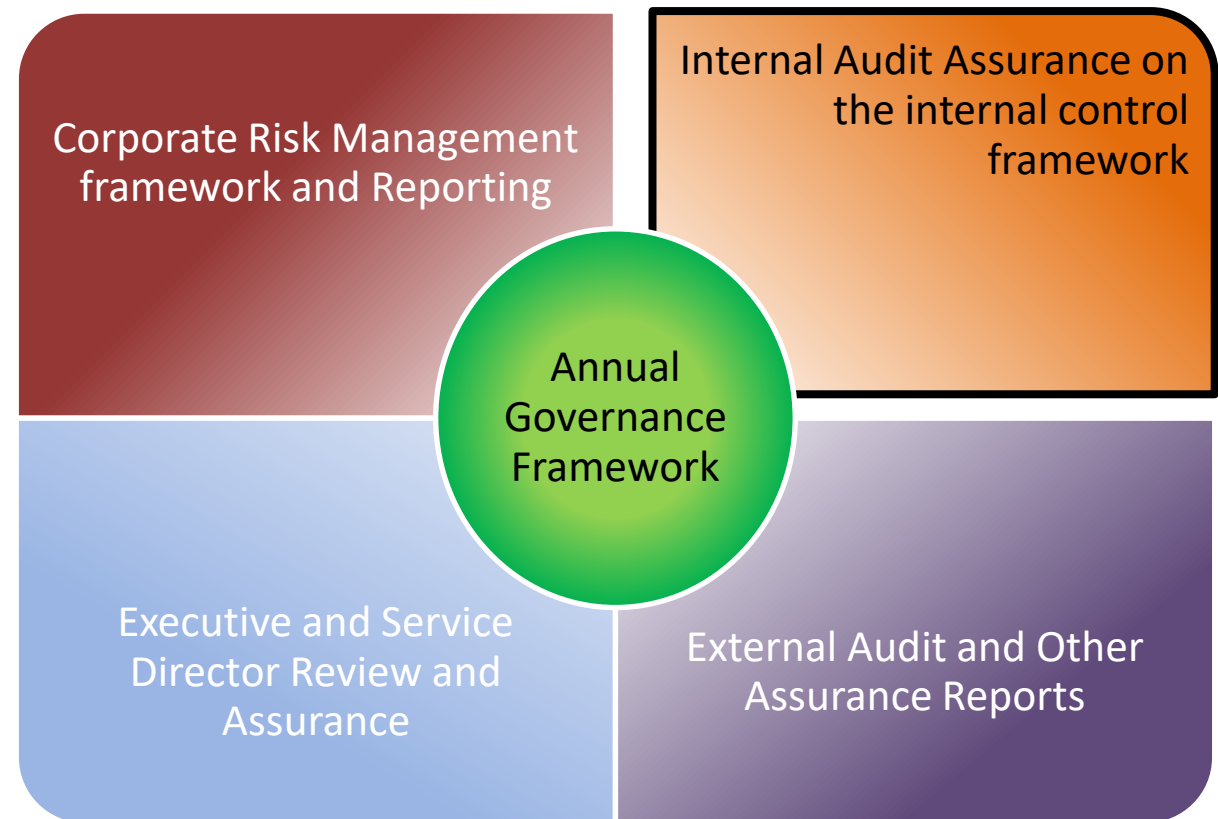 Corporate Risk Management
framework and Reporting
Internal Audit Assurance on
the internal control
framework
Annual
Governance
Framework
Executive and Service
Director Review and
Assurance
External Audit and Other
Assurance Reports